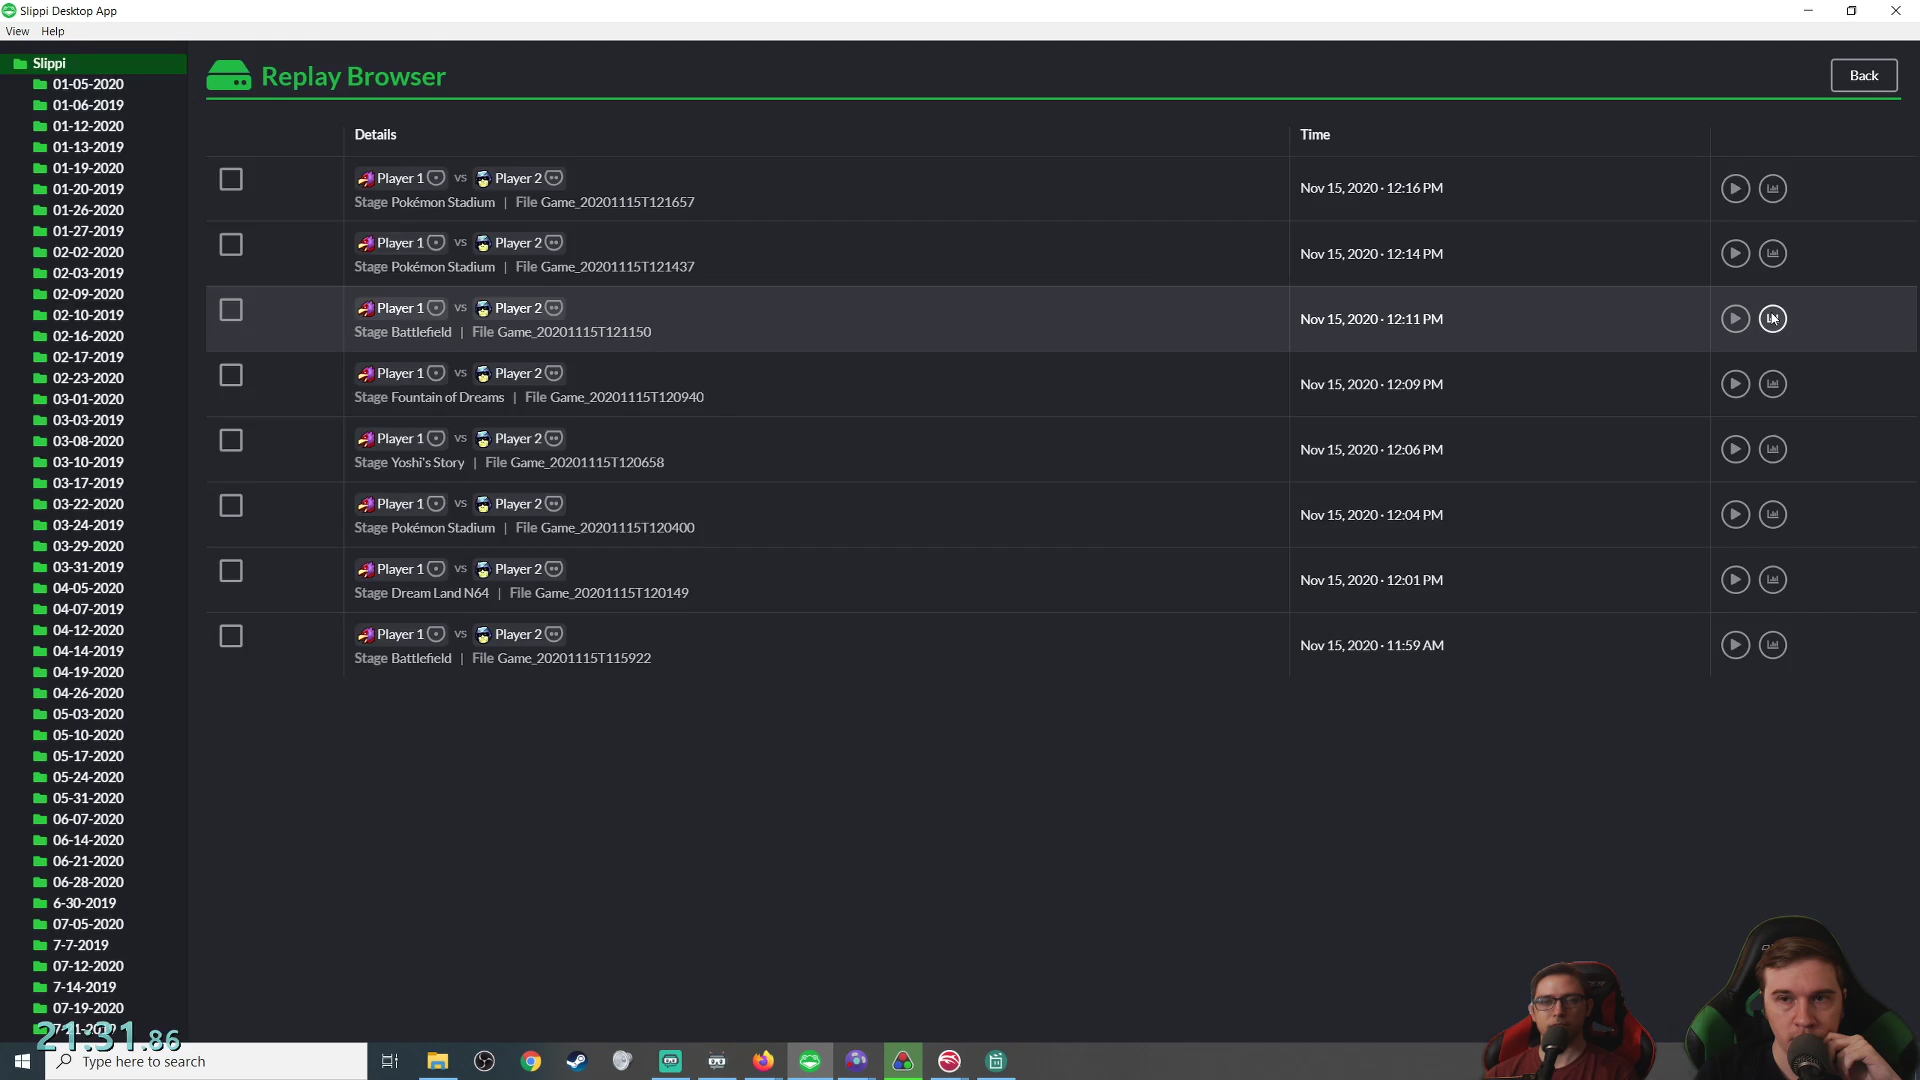 Slippi Desktop App
View Help
Slippi
01-05-2020
01-06-2019
01-12-2020
01-13-2019
01-19-2020
01-20-2019
01-26-2020
01-27-2019
02-02-2020
02-03-2019
02-09-2020
02-10-2019
02-16-2020
02-17-2019
02-23-2020
03-01-2020
03-03-2019
03-08-2020
03-10-2019
03-17-2019
03-22-2020
03-24-2019
03-29-2020
03-31-2019
04-05-2020
04-07-2019
04-12-2020
04-14-2019
04-19-2020
04-26-2020
05-03-2020
05-10-2020
05-17-2020
05-24-2020
05-31-2020
06-07-2020
06-14-2020
06-21-2020
06-28-2020
6-30-2019
07-05-2020
7-7-2019
07-12-2020
7-14-2019
07-19-2020
21:31.86
Replay Browser
Back
Details Time
Player 1 vs Player 2
Stage Pokémon Stadium | File Game_20201115T121657
Nov 15, 2020 · 12:16 PM
Player 1 vs Player 2
Stage Pokémon Stadium | File Game_20201115T121437
Nov 15, 2020 · 12:14 PM
Player 1 vs Player 2
Stage Battlefield | File Game_20201115T121150
Nov 15, 2020 · 12:11 PM
Player 1 vs Player 2
Stage Fountain of Dreams | File Game_20201115T120940
Nov 15, 2020 · 12:09 PM
Player 1 vs Player 2
Stage Yoshi's Story | File Game_20201115T120658
Nov 15, 2020 · 12:06 PM
Player 1 vs Player 2
Stage Pokémon Stadium | File Game_20201115T120400
Nov 15, 2020 · 12:04 PM
Player 1 vs Player 2
Stage Dream Land N64 | File Game_20201115T120149
Nov 15, 2020 · 12:01 PM
Player 1 vs Player 2
Stage Battlefield | File Game_20201115T115922
Nov 15, 2020 · 11:59 AM
Type here to search